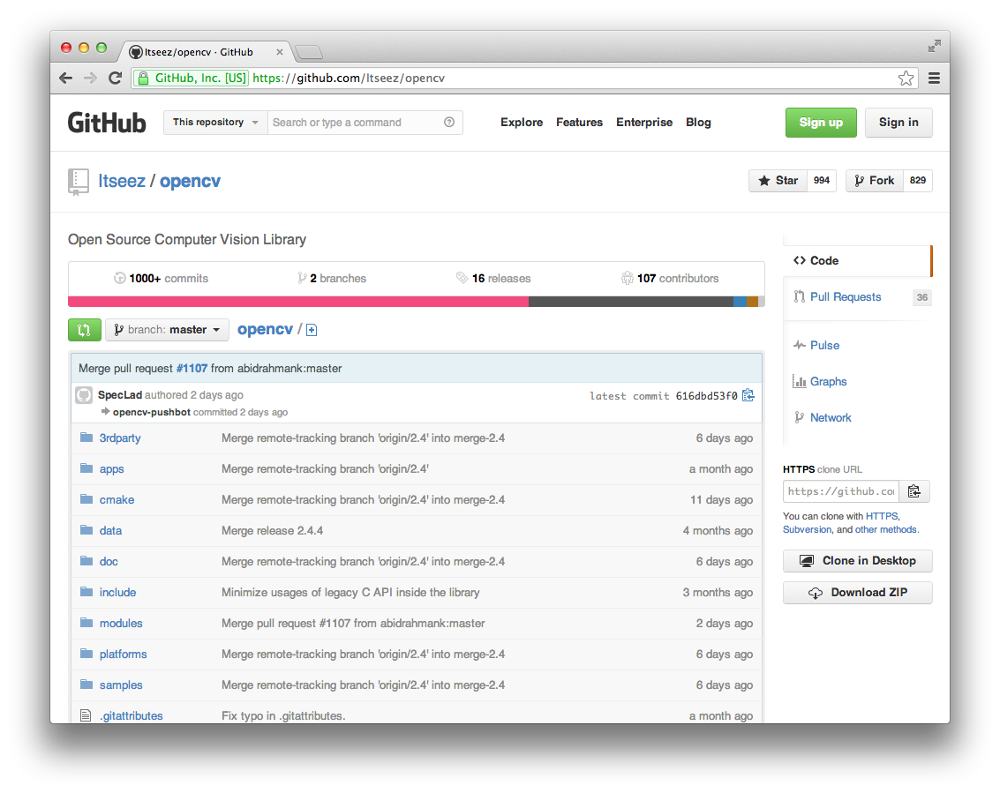 Itseez/opencv · GitHub
GitHub, Inc. [US] https://github.com/Itseez/opencv
GitHub This repository Search or type a command Explore Features Enterprise Blog Sign up Sign in
Itseez / opencv Star 994 Fork 829
Open Source Computer Vision Library
1000+ commits 2 branches 16 releases 107 contributors
branch: master opencv /
Merge pull request #1107 from abidrahmank:master
SpecLad authored 2 days ago latest commit 616dbd53f0
opencv-pushbot committed 2 days ago
3rdparty Merge remote-tracking branch 'origin/2.4' into merge-2.4 6 days ago
apps Merge remote-tracking branch 'origin/2.4' a month ago
cmake Merge remote-tracking branch 'origin/2.4' into merge-2.4 11 days ago
data Merge release 2.4.4 4 months ago
doc Merge remote-tracking branch 'origin/2.4' into merge-2.4 6 days ago
include Minimize usages of legacy C API inside the library 3 months ago
modules Merge pull request #1107 from abidrahmank:master 2 days ago
platforms Merge remote-tracking branch 'origin/2.4' into merge-2.4 6 days ago
samples Merge remote-tracking branch 'origin/2.4' into merge-2.4 6 days ago
.gitattributes Fix typo in .gitattributes. a month ago
Code
Pull Requests 36
Pulse
Graphs
Network
HTTPS clone URL
https://github.co
You can clone with HTTPS,
Subversion, and other methods.
Clone in Desktop
Download ZIP